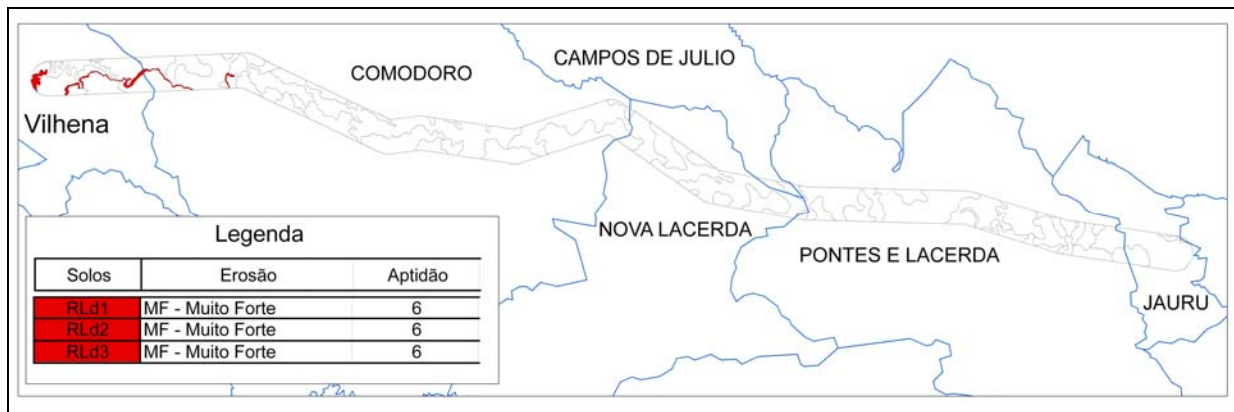 CAMPOS DE JULIO
COMODORO
Vilhena
NOVA LACERDA
PONTES E LACERDA
JAURU
Legenda
Solos Erosão Aptidão
RLd1 MF - Muito Forte 6
RLd2 MF - Muito Forte 6
RLd3 MF - Muito Forte 6